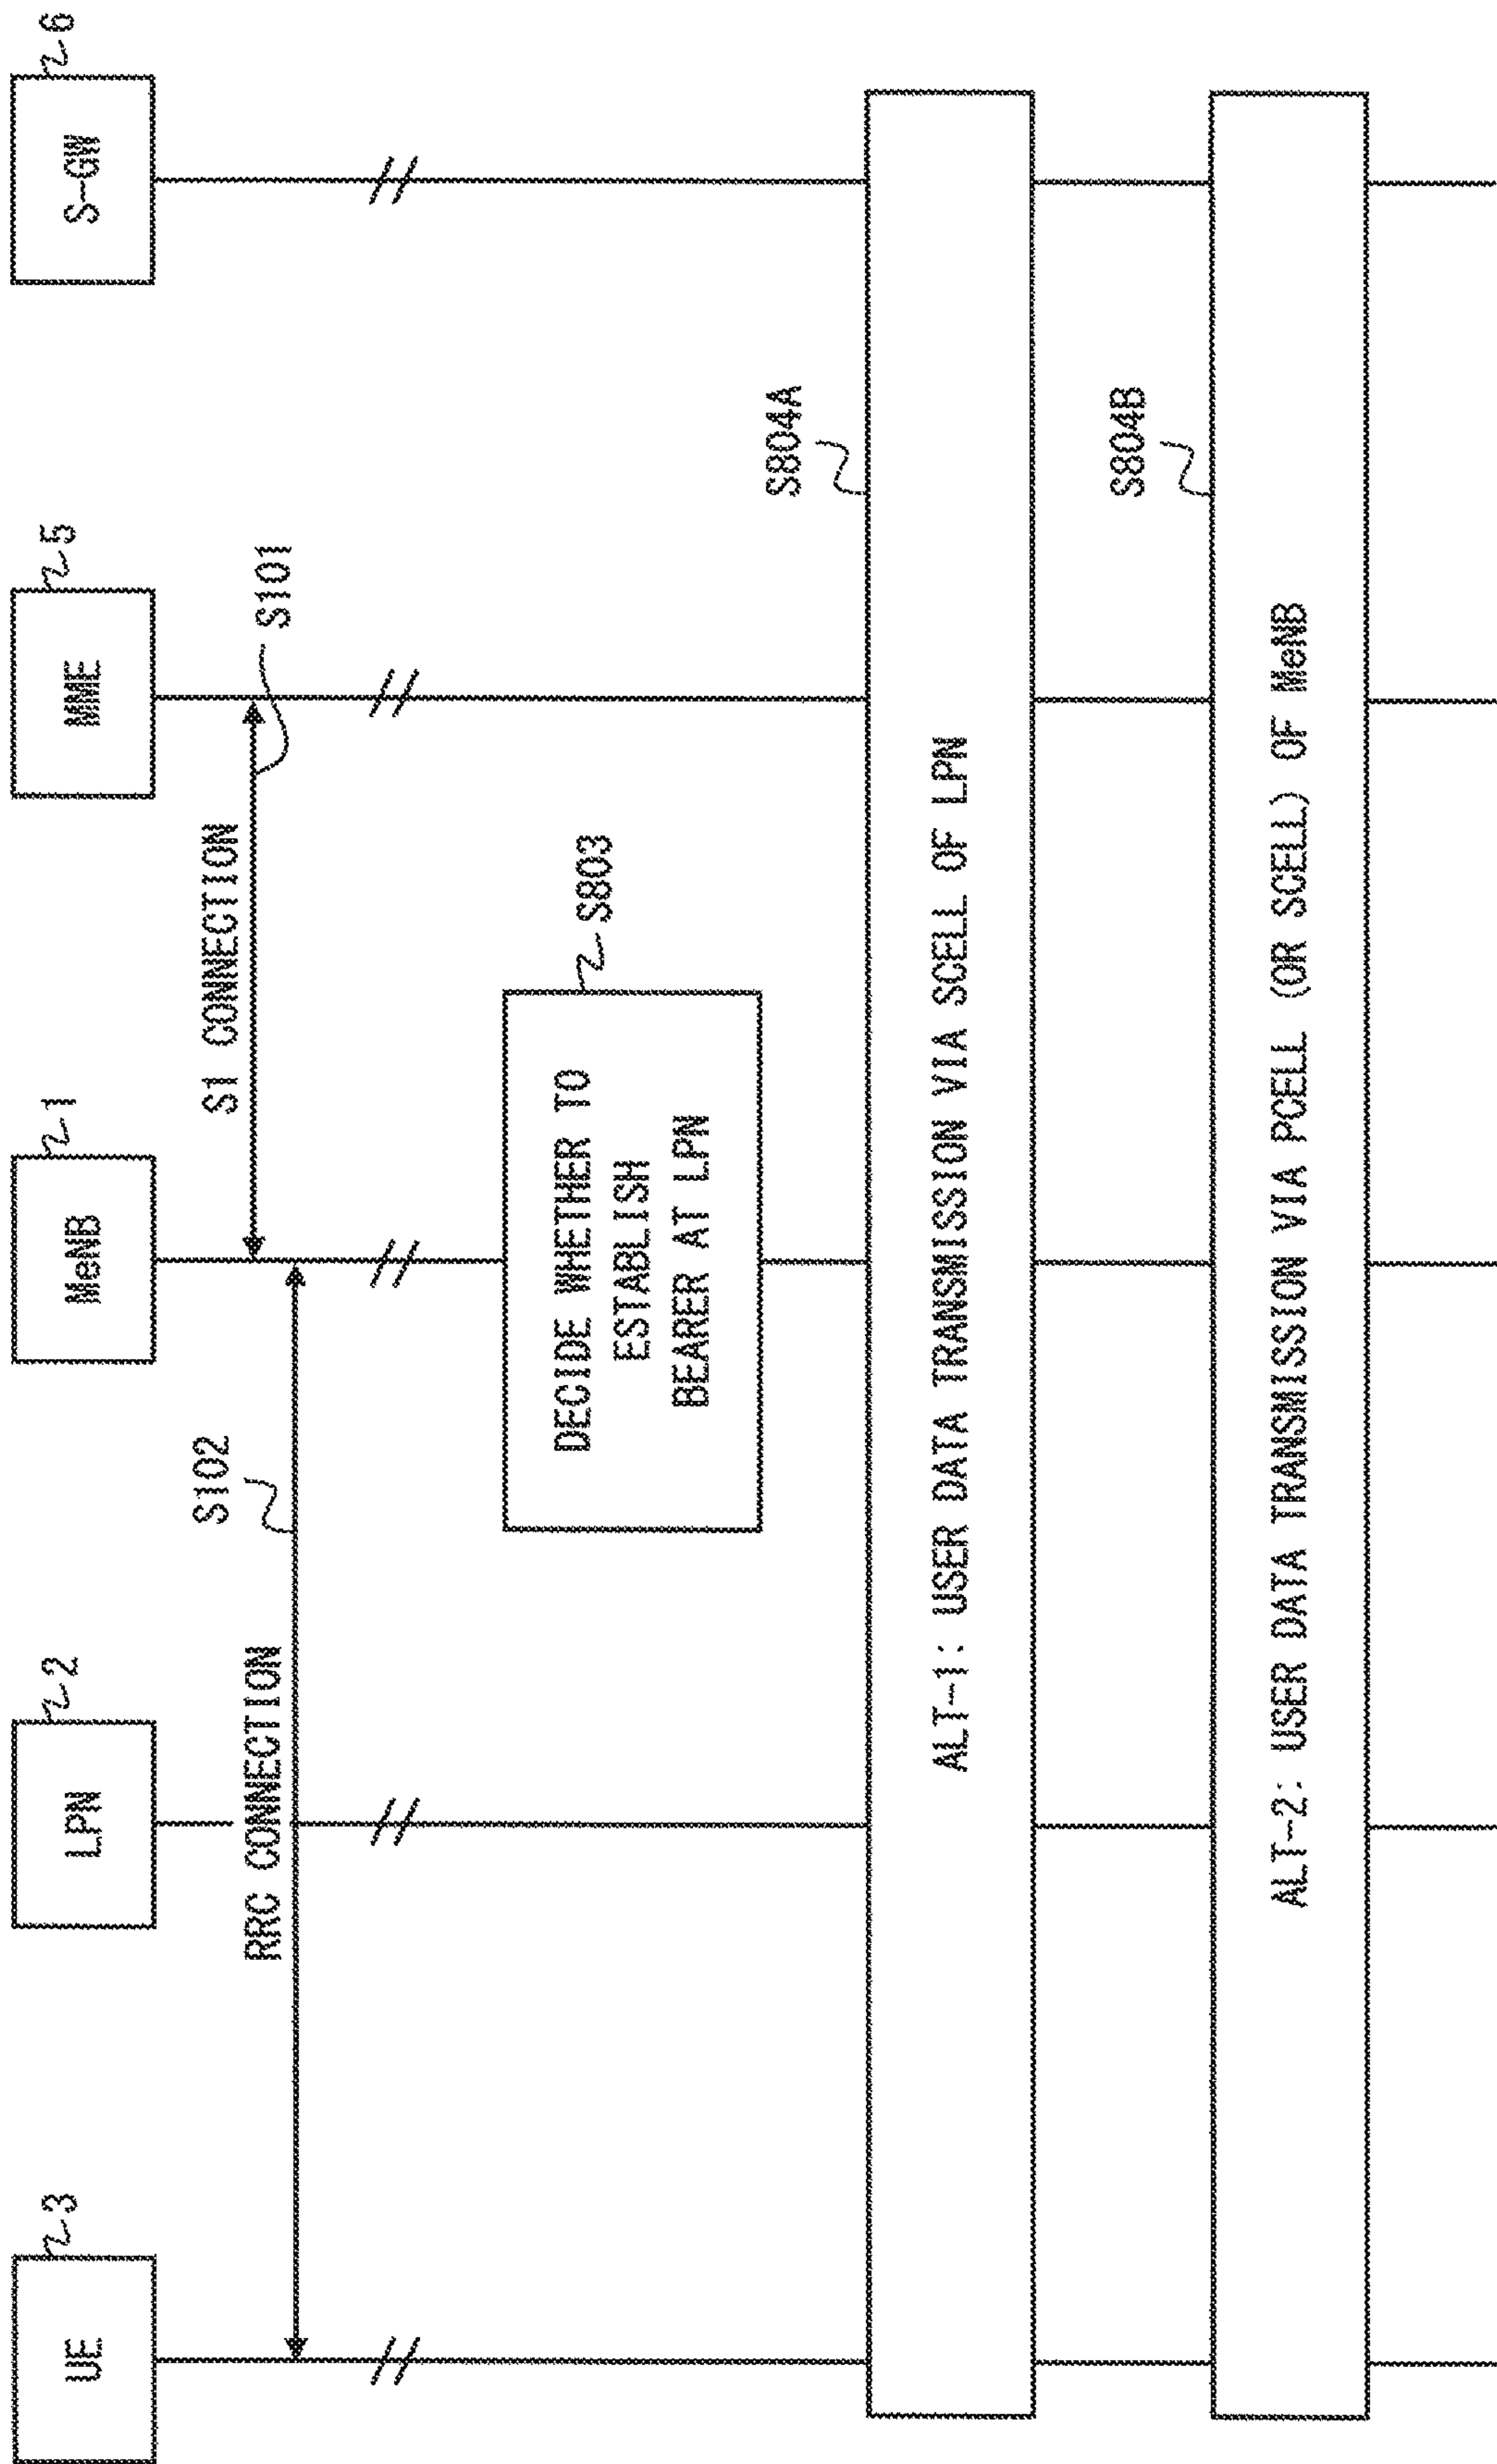 UE
3
LPN
2
MeNB
1
MME
5
S-GW
6
S1 CONNECTION
S101
RRC CONNECTION
S102
DECIDE WHETHER TO
ESTABLISH
BEARER AT LPN
S803
S804A
ALT-1: USER DATA TRANSMISSION VIA SCELL OF LPN
S804B
ALT-2: USER DATA TRANSMISSION VIA PCELL (OR SCELL) OF MeNB